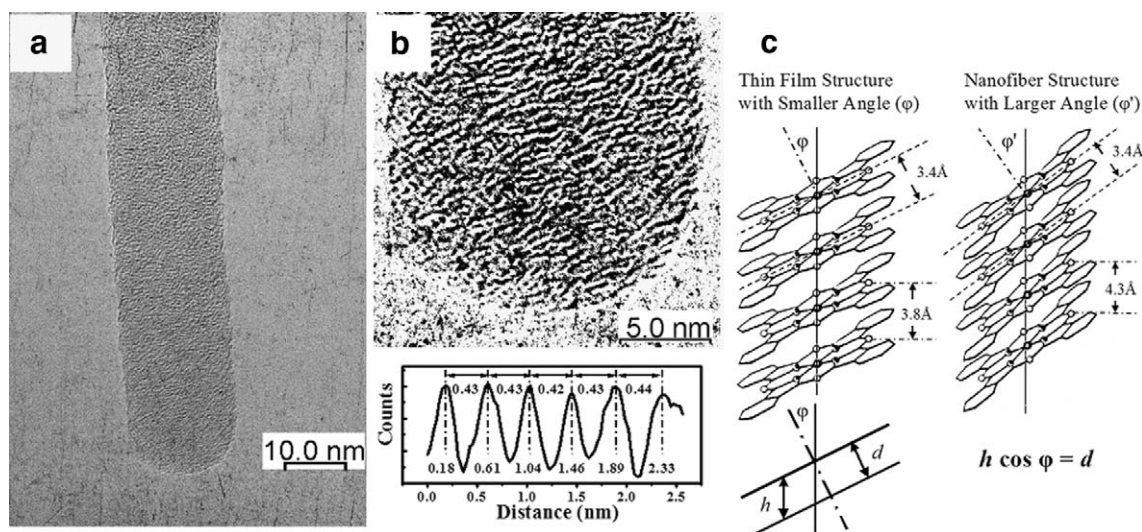 a
10.0 nm
b
5.0 nm
Counts
0.43 0.43 0.42 0.43 0.44
0.18 0.61 1.04 1.46 1.89 2.33
0.0 0.5 1.0 1.5 2.0 2.5
Distance (nm)
c
Thin Film Structure
with Smaller Angle (φ)
Nanofiber Structure
with Larger Angle (φ')
φ
3.4Å
3.8Å
φ'
3.4Å
4.3Å
φ
d
h
h cos φ = d